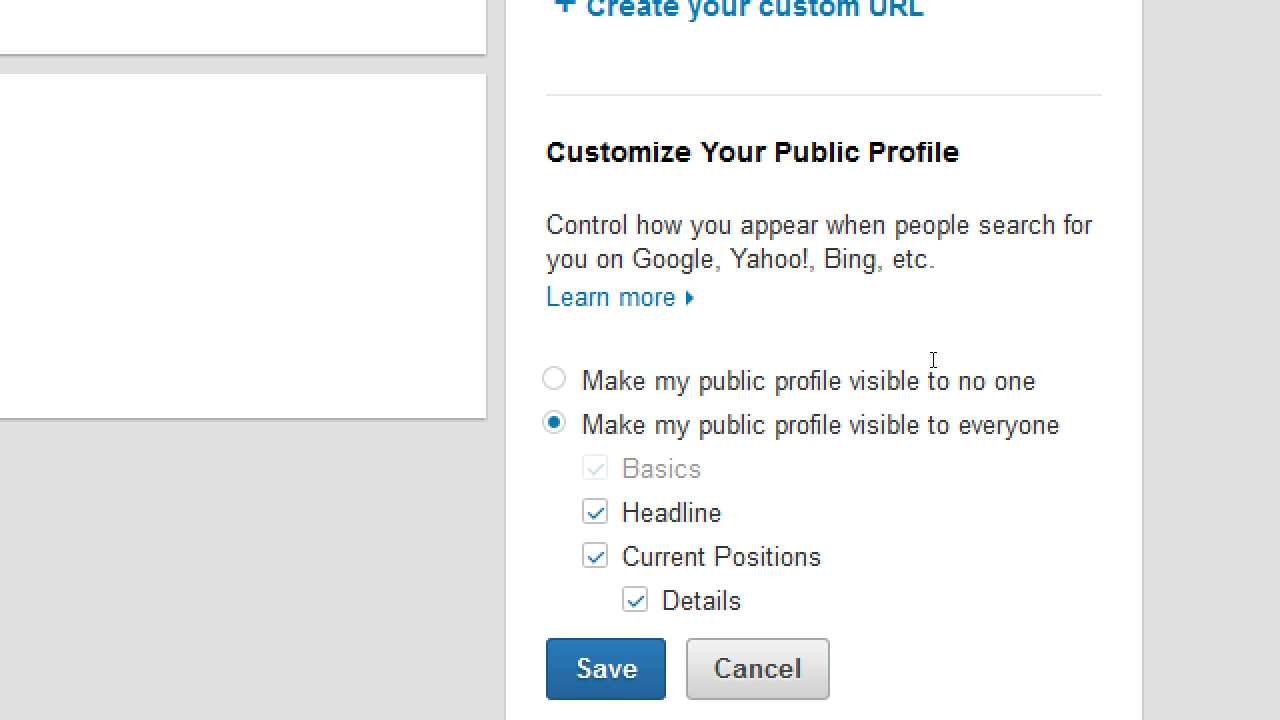 + Create your custom URL
Customize Your Public Profile
Control how you appear when people search for
you on Google, Yahoo!, Bing, etc.
Learn more
Make my public profile visible to no one
Make my public profile visible to everyone
Basics
Headline
Current Positions
Details
Save
Cancel